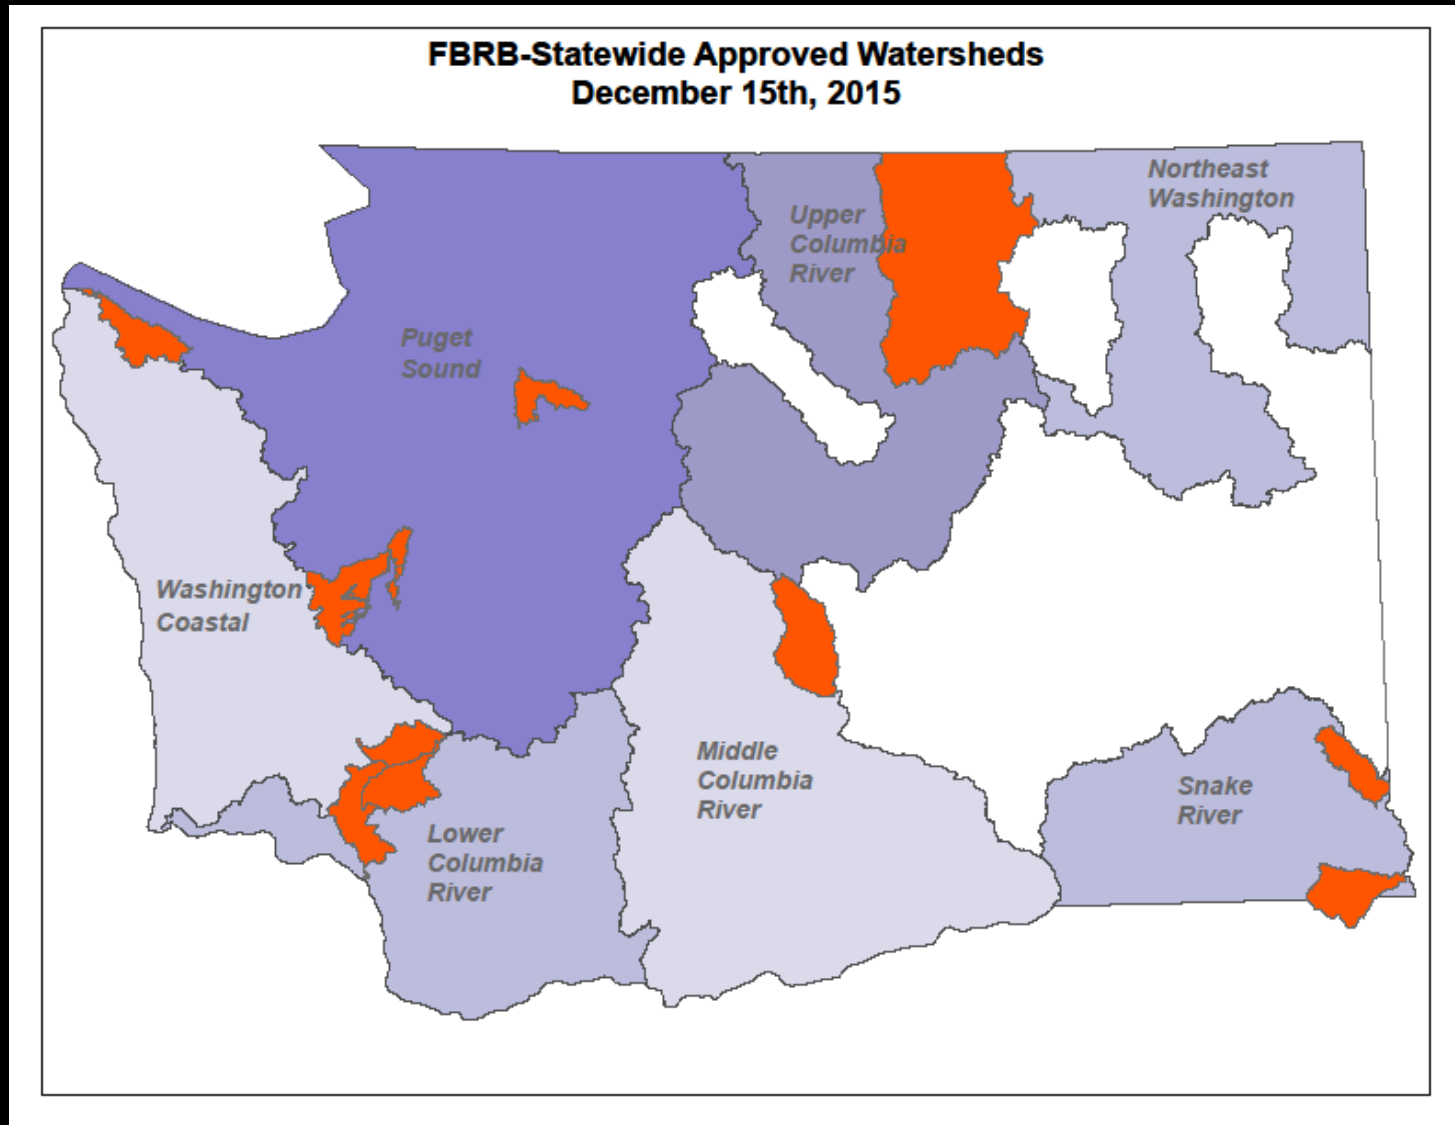 FBRB-Statewide Approved Watersheds
December 15th, 2015
Northeast
Washington
Upper
Columbia
River
Puget
Sound
Washington
Coastal
Middle
Columbia
River
Snake
River
Lower
Columbia
River